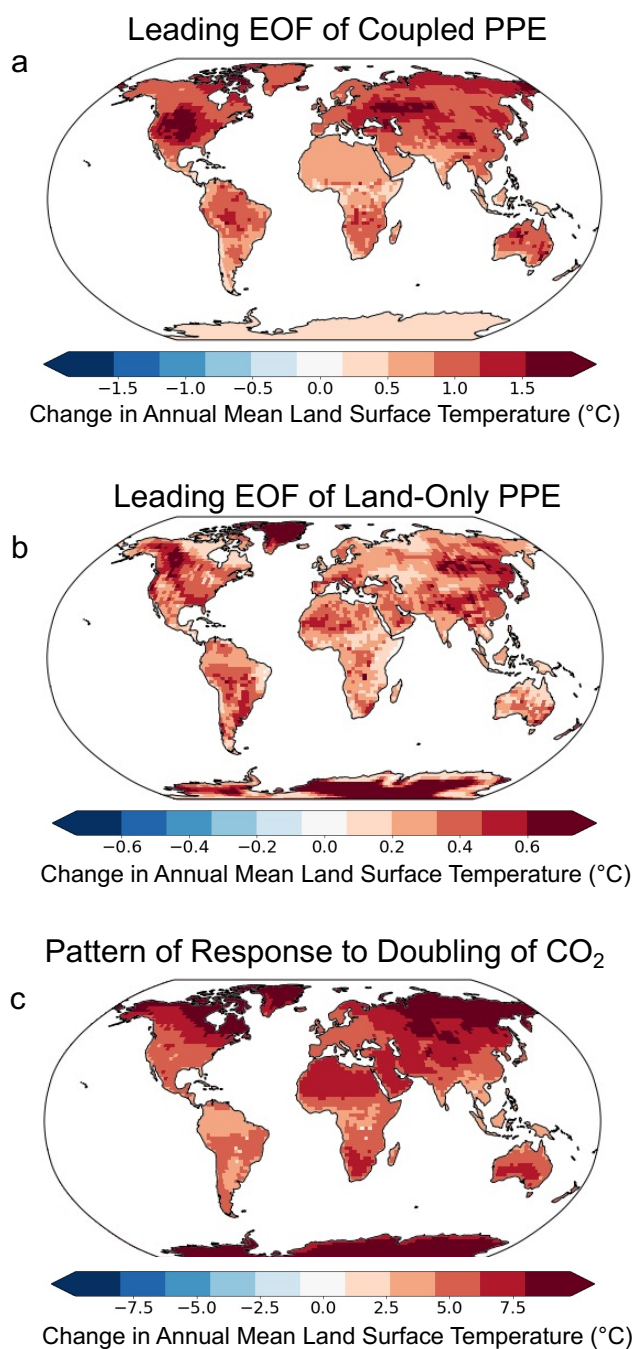 Leading EOF of Coupled PPE
a
−1.5 −1.0 −0.5 0.0 0.5 1.0 1.5
Change in Annual Mean Land Surface Temperature (°C)
Leading EOF of Land-Only PPE
b
−0.6 −0.4 −0.2 0.0 0.2 0.4 0.6
Change in Annual Mean Land Surface Temperature (°C)
Pattern of Response to Doubling of CO₂
c
−7.5 −5.0 −2.5 0.0 2.5 5.0 7.5
Change in Annual Mean Land Surface Temperature (°C)